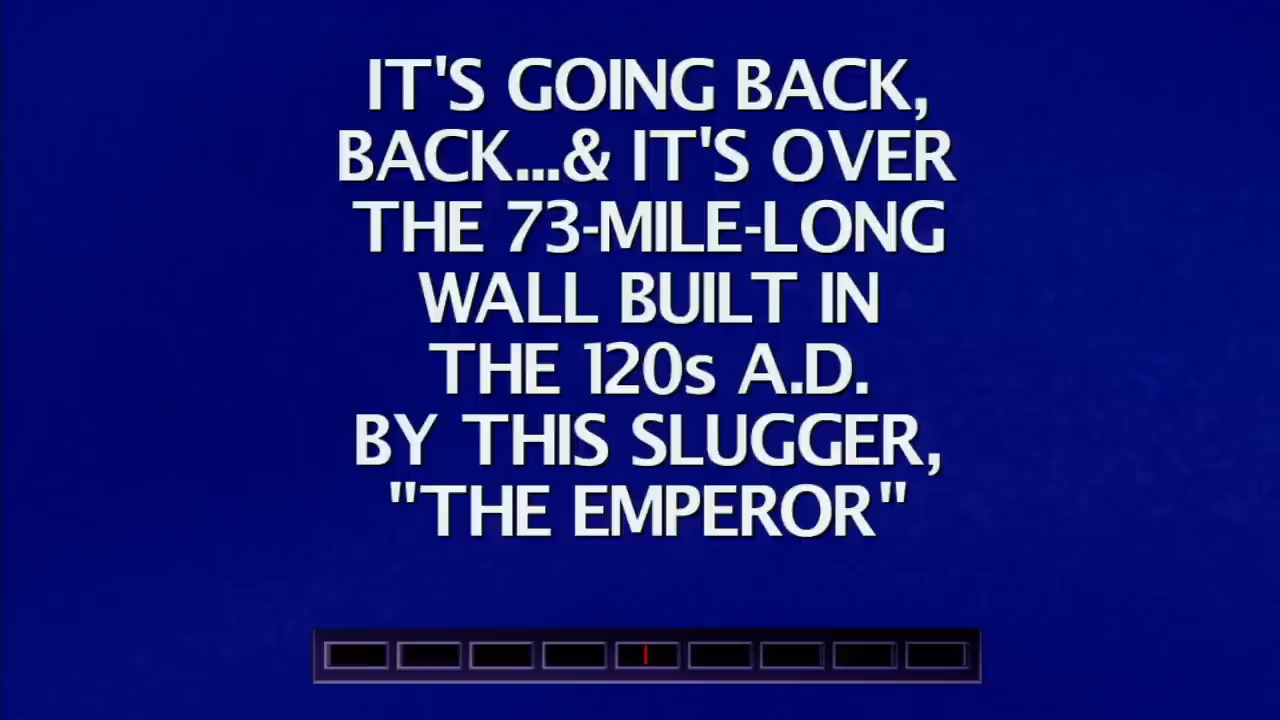 IT'S GOING BACK,
BACK...& IT'S OVER
THE 73-MILE-LONG
WALL BUILT IN
THE 120s A.D.
BY THIS SLUGGER,
"THE EMPEROR"